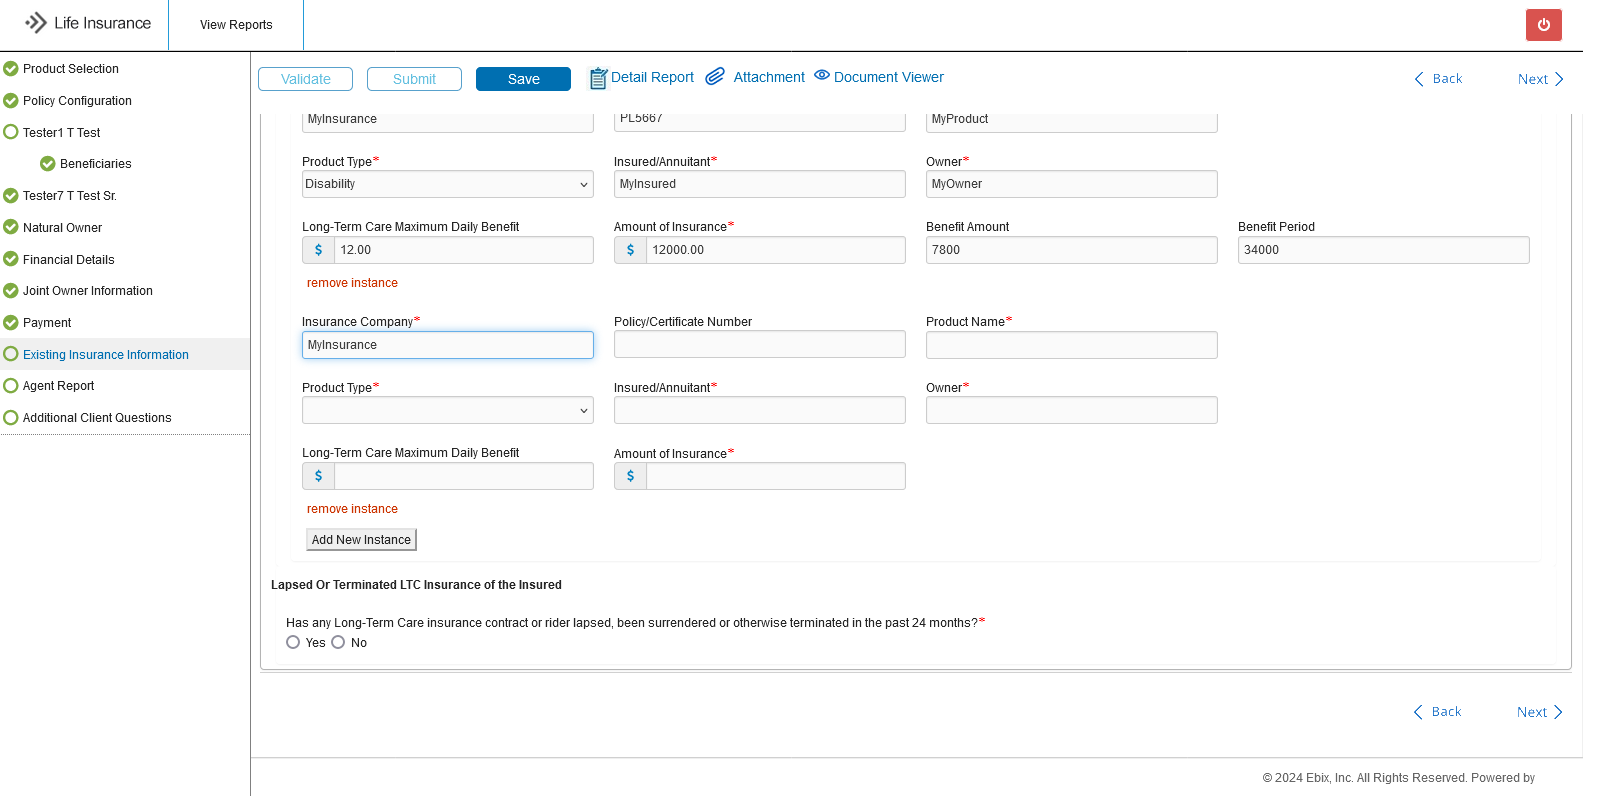 Life Insurance
View Reports
Product Selection
Policy Configuration
Tester1 T Test
Beneficiaries
Tester7 T Test Sr.
Natural Owner
Financial Details
Joint Owner Information
Payment
Existing Insurance Information
Agent Report
Additional Client Questions
Validate Submit Save Detail Report Attachment Document Viewer Back Next
MyInsurance PL5667 MyProduct
Product Type* Insured/Annuitant* Owner*
Disability MyInsured MyOwner
Long-Term Care Maximum Daily Benefit Amount of Insurance* Benefit Amount Benefit Period
$ 12.00 $ 12000.00 7800 34000
remove instance
Insurance Company* Policy/Certificate Number Product Name*
MyInsurance
Product Type* Insured/Annuitant* Owner*
Long-Term Care Maximum Daily Benefit Amount of Insurance*
$ $
remove instance
Add New Instance
Lapsed Or Terminated LTC Insurance of the Insured
Has any Long-Term Care insurance contract or rider lapsed, been surrendered or otherwise terminated in the past 24 months?*
Yes No
Back Next
© 2024 Ebix, Inc. All Rights Reserved. Powered by